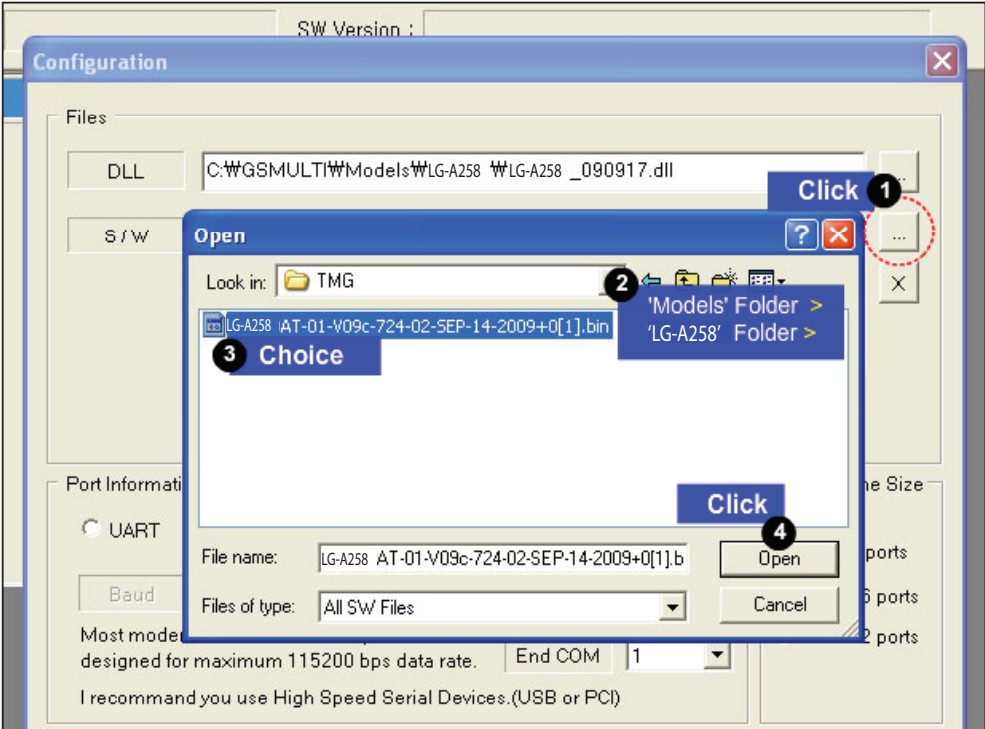 SW Version :
Configuration
Files
DLL
C:₩GSMULTI₩Models₩LG-A258 ₩LG-A258 _090917.dll
...
Click 1
S / W
...
Open
Look in: TMG
2
'Models' Folder >
'LG-A258' Folder >
X
LG-A258 AT-01-V09c-724-02-SEP-14-2009+0[1].bin
3 Choice
Port Informati
Size
Click
4
UART
File name:
LG-A258 AT-01-V09c-724-02-SEP-14-2009+0[1].b
Open
ports
Baud
Files of type:
All SW Files
Cancel
ports
Most moder
2 ports
designed for maximum 115200 bps data rate.
End COM
1
I recommand you use High Speed Serial Devices.(USB or PCI)